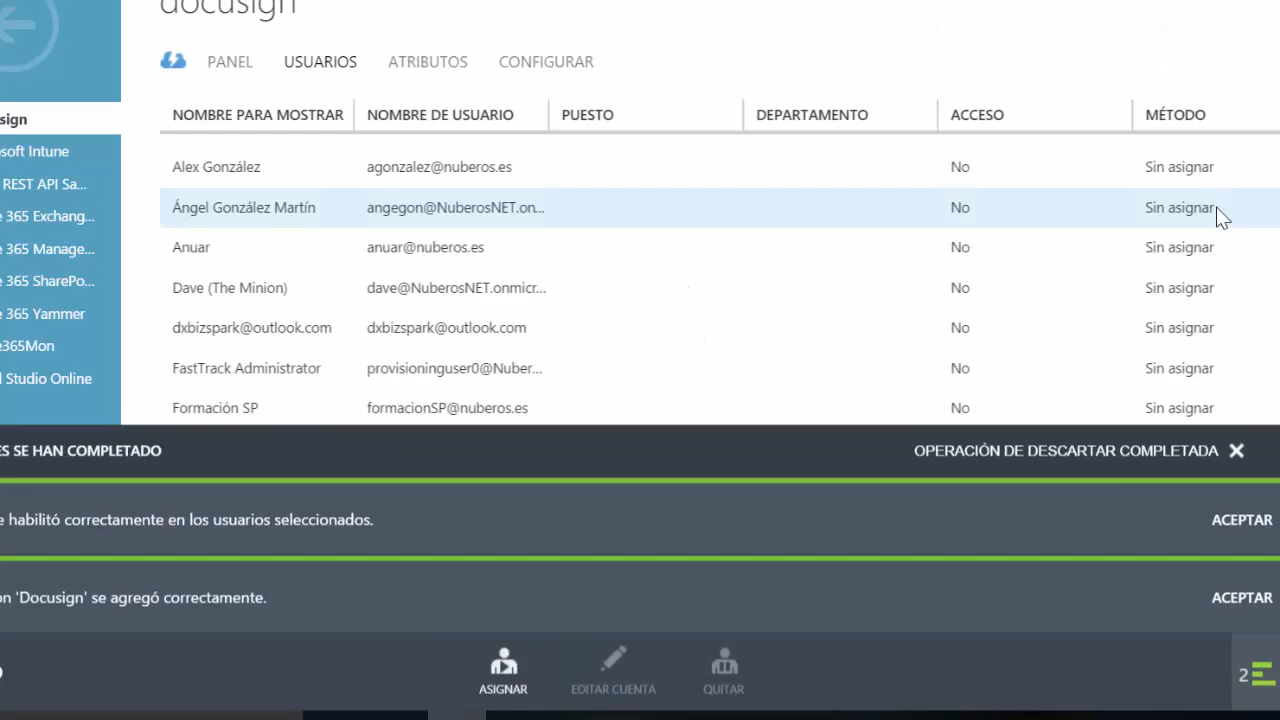 docusign
PANEL USUARIOS ATRIBUTOS CONFIGURAR
NOMBRE PARA MOSTRAR NOMBRE DE USUARIO PUESTO DEPARTAMENTO ACCESO MÉTODO
sign
soft Intune
REST API Sa...
e 365 Exchang...
e 365 Manage...
e 365 SharePo...
e 365 Yammer
e365Mon
l Studio Online
Alex González agonzalez@nuberos.es No Sin asignar
Ángel González Martín angegon@NuberosNET.on... No Sin asignar
Anuar anuar@nuberos.es No Sin asignar
Dave (The Minion) dave@NuberosNET.onmicr... No Sin asignar
dxbizspark@outlook.com dxbizspark@outlook.com No Sin asignar
FastTrack Administrator provisioninguser0@Nuber... No Sin asignar
Formación SP formacionSP@nuberos.es No Sin asignar
ES SE HAN COMPLETADO OPERACIÓN DE DESCARTAR COMPLETADA
e habilitó correctamente en los usuarios seleccionados. ACEPTAR
ón 'Docusign' se agregó correctamente. ACEPTAR
ASIGNAR EDITAR CUENTA QUITAR
2